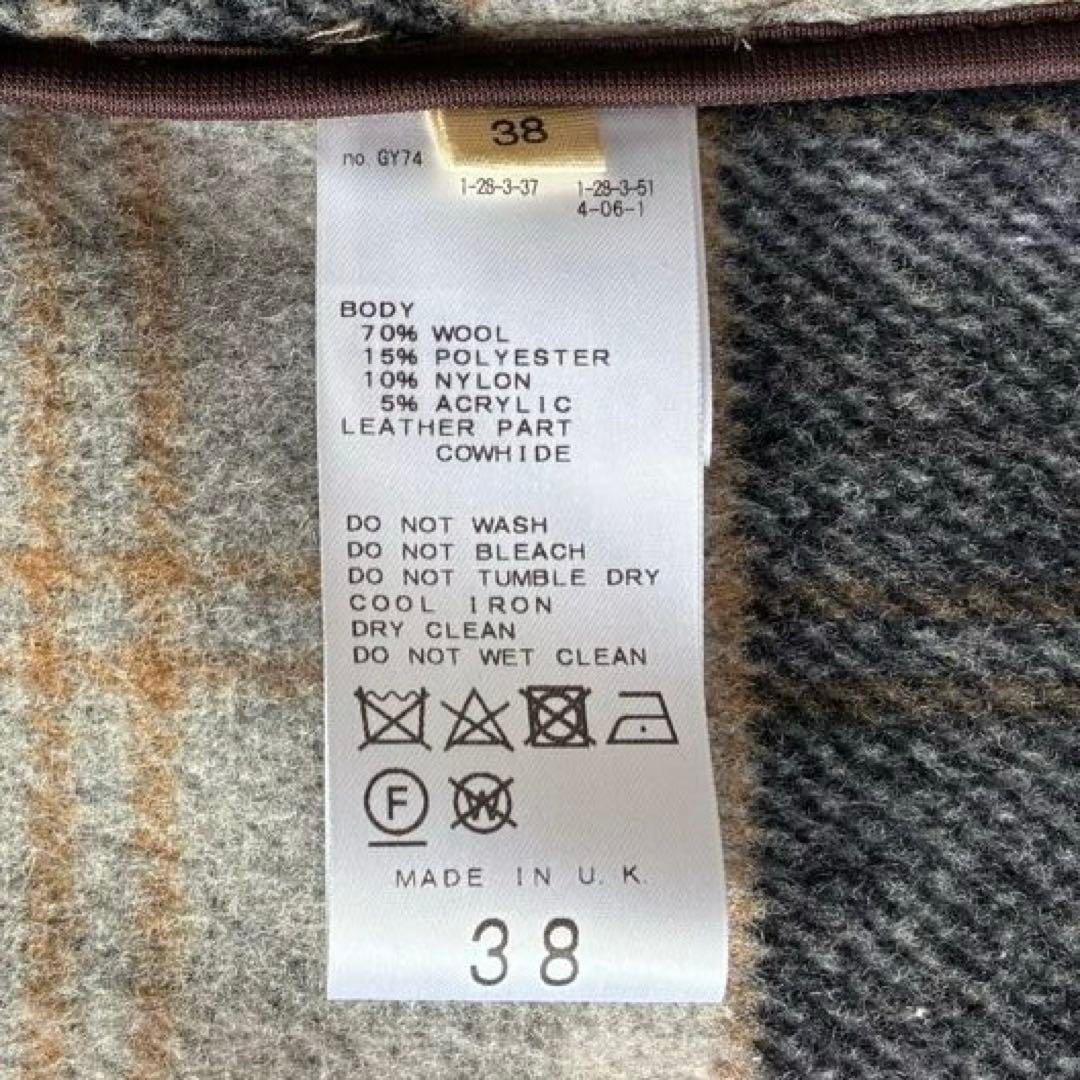 38
no. GY74
1-28-3-37 1-28-3-51
4-06-1
BODY
70% WOOL
15% POLYESTER
10% NYLON
5% ACRYLIC
LEATHER PART
COWHIDE
DO NOT WASH
DO NOT BLEACH
DO NOT TUMBLE DRY
COOL IRON
DRY CLEAN
DO NOT WET CLEAN
F W
MADE IN U. K.
38